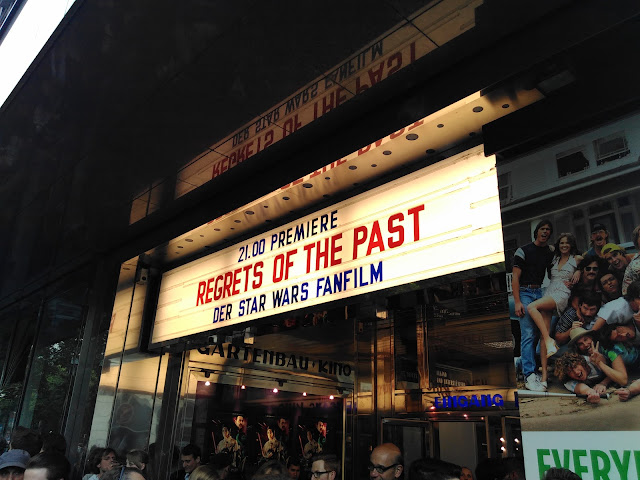 21.00 PREMIERE
REGRETS OF THE PAST
DER STAR WARS FANFILM
GARTENBAU·KINO
EINGANG
EVERY